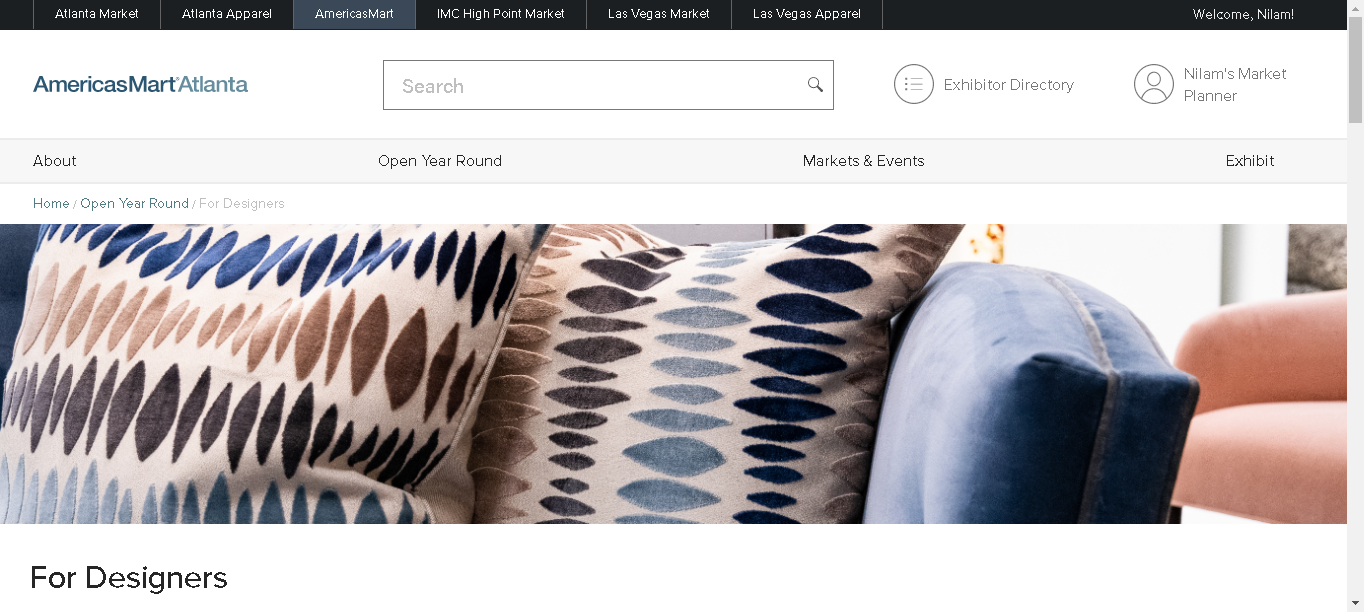 Atlanta Market
Atlanta Apparel
AmericasMart
IMC High Point Market
Las Vegas Market
Las Vegas Apparel
Welcome, Nilam!
AmericasMart®Atlanta
Search
Exhibitor Directory
Nilam's Market
Planner
About
Open Year Round
Markets & Events
Exhibit
Home / Open Year Round / For Designers
For Designers